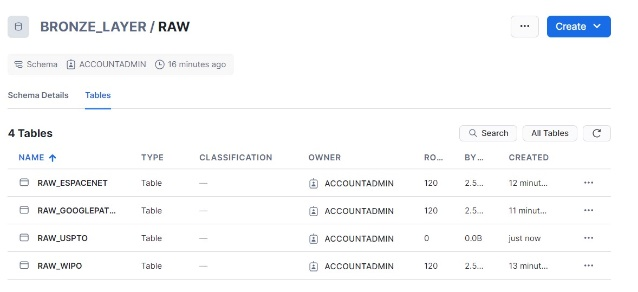 BRONZE_LAYER / RAW
... Create
Schema ACCOUNTADMIN 16 minutes ago
Schema Details Tables
4 Tables Search All Tables
NAME TYPE CLASSIFICATION OWNER RO... BY... CREATED
RAW_ESPACENET Table — ACCOUNTADMIN 120 2.5... 12 minut... ...
RAW_GOOGLEPAT... Table — ACCOUNTADMIN 120 2.5... 11 minut... ...
RAW_USPTO Table — ACCOUNTADMIN 0 0.0B just now ...
RAW_WIPO Table — ACCOUNTADMIN 120 2.5... 13 minut... ...